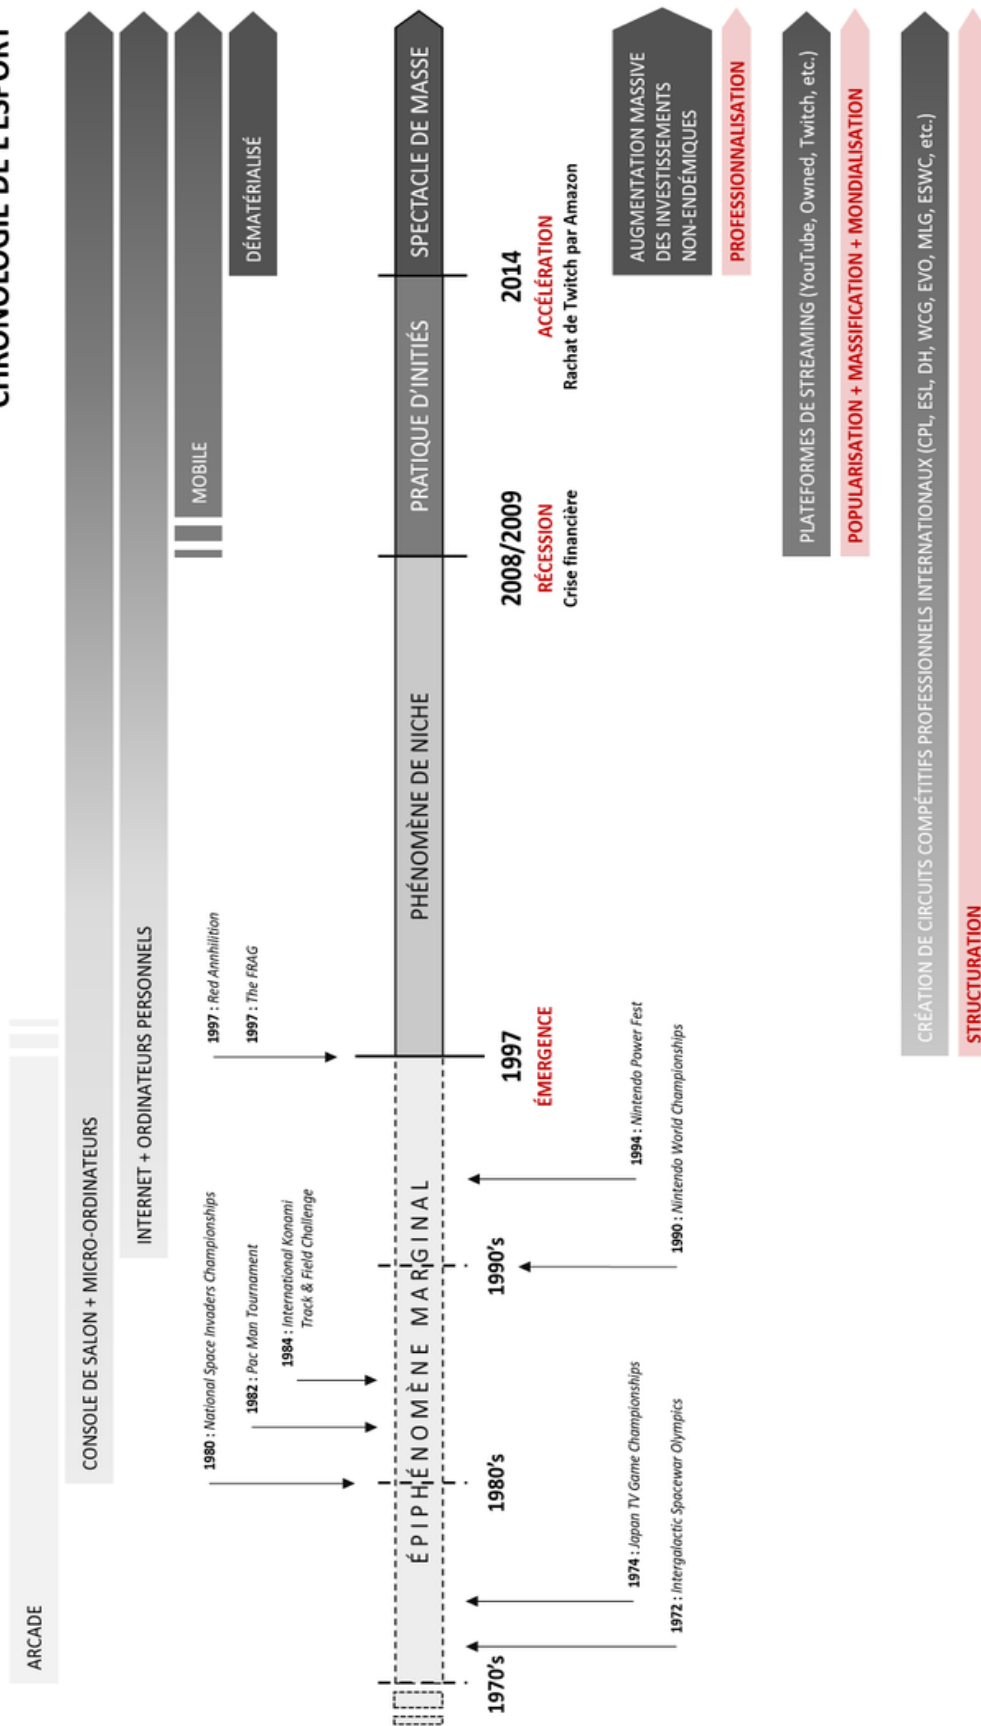 CHRONOLOGIE DE L'ESPORT
ARCADE
CONSOLE DE SALON + MICRO-ORDINATEURS
INTERNET + ORDINATEURS PERSONNELS
MOBILE
DÉMATÉRIALISÉ
1980 : National Space Invaders Championships
1982 : Pac Man Tournament
1984 : International Konami
Track & Field Challenge
1997 : Red Annhilition
1997 : The FRAG
ÉPIPHÉNOMÈNE MARGINAL
PHÉNOMÈNE DE NICHE
PRATIQUE D'INITIÉS
SPECTACLE DE MASSE
1970's
1980's
1990's
1997
ÉMERGENCE
2008/2009
RÉCESSION
Crise financière
2014
ACCÉLÉRATION
Rachat de Twitch par Amazon
1974 : Japan TV Game Championships
1972 : Intergalactic Spacewar Olympics
1994 : Nintendo Power Fest
1990 : Nintendo World Championships
AUGMENTATION MASSIVE
DES INVESTISSEMENTS
NON-ENDÉMIQUES
PROFESSIONNALISATION
PLATEFORMES DE STREAMING (YouTube, Owned, Twitch, etc.)
POPULARISATION + MASSIFICATION + MONDIALISATION
CRÉATION DE CIRCUITS COMPÉTITIFS PROFESSIONNELS INTERNATIONAUX (CPL, ESL, DH, WCG, EVO, MLG, ESWC, etc.)
STRUCTURATION